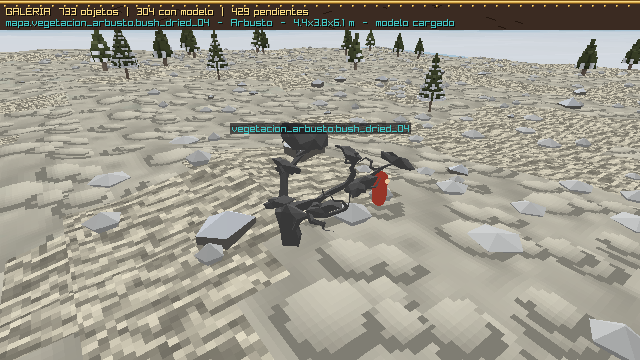 GALERÍA  733 objetos | 304 con modelo | 429 pendientes
mapa.vegetacion_arbusto.bush_dried_04 - Arbusto - 4.4x3.8x5.1 m - modelo cargado
vegetacion_arbusto.bush_dried_04